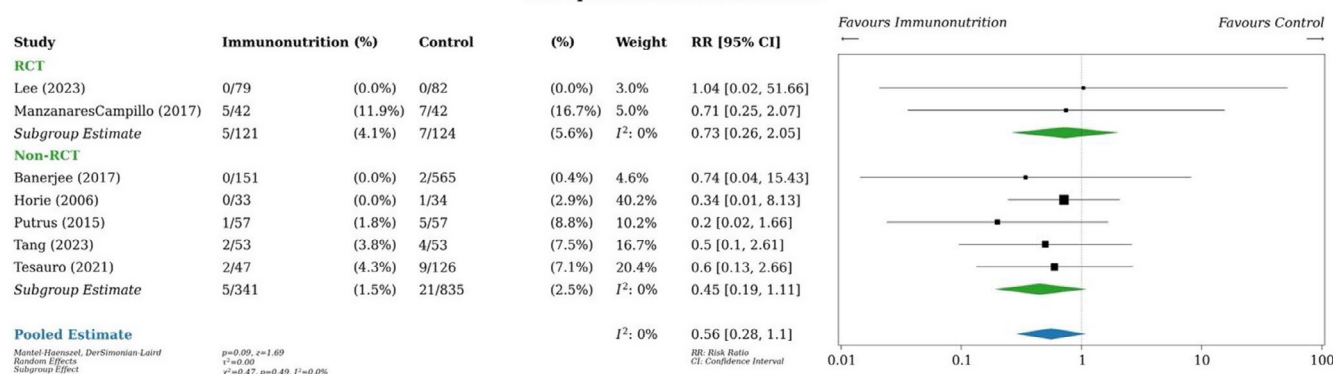 Favours Immunonutrition Favours Control
Study Immunonutrition (%) Control (%) Weight RR [95% CI]
RCT
Lee (2023) 0/79 (0.0%) 0/82 (0.0%) 3.0% 1.04 [0.02, 51.66]
ManzanaresCampillo (2017) 5/42 (11.9%) 7/42 (16.7%) 5.0% 0.71 [0.25, 2.07]
Subgroup Estimate 5/121 (4.1%) 7/124 (5.6%) I²: 0% 0.73 [0.26, 2.05]
Non-RCT
Banerjee (2017) 0/151 (0.0%) 2/565 (0.4%) 4.6% 0.74 [0.04, 15.43]
Horie (2006) 0/33 (0.0%) 1/34 (2.9%) 40.2% 0.34 [0.01, 8.13]
Putrus (2015) 1/57 (1.8%) 5/57 (8.8%) 10.2% 0.2 [0.02, 1.66]
Tang (2023) 2/53 (3.8%) 4/53 (7.5%) 16.7% 0.5 [0.1, 2.61]
Tesauro (2021) 2/47 (4.3%) 9/126 (7.1%) 20.4% 0.6 [0.13, 2.66]
Subgroup Estimate 5/341 (1.5%) 21/835 (2.5%) I²: 0% 0.45 [0.19, 1.11]
Pooled Estimate I²: 0% 0.56 [0.28, 1.1]
Mantel-Haenszel, DerSimonian-Laird p=0.09, z=1.69 RR: Risk Ratio
Random Effects τ²=0.00 CI: Confidence Interval
Subgroup Effect χ²=0.47, p=0.49, I²=0.0%
0.01 0.1 1 10 100